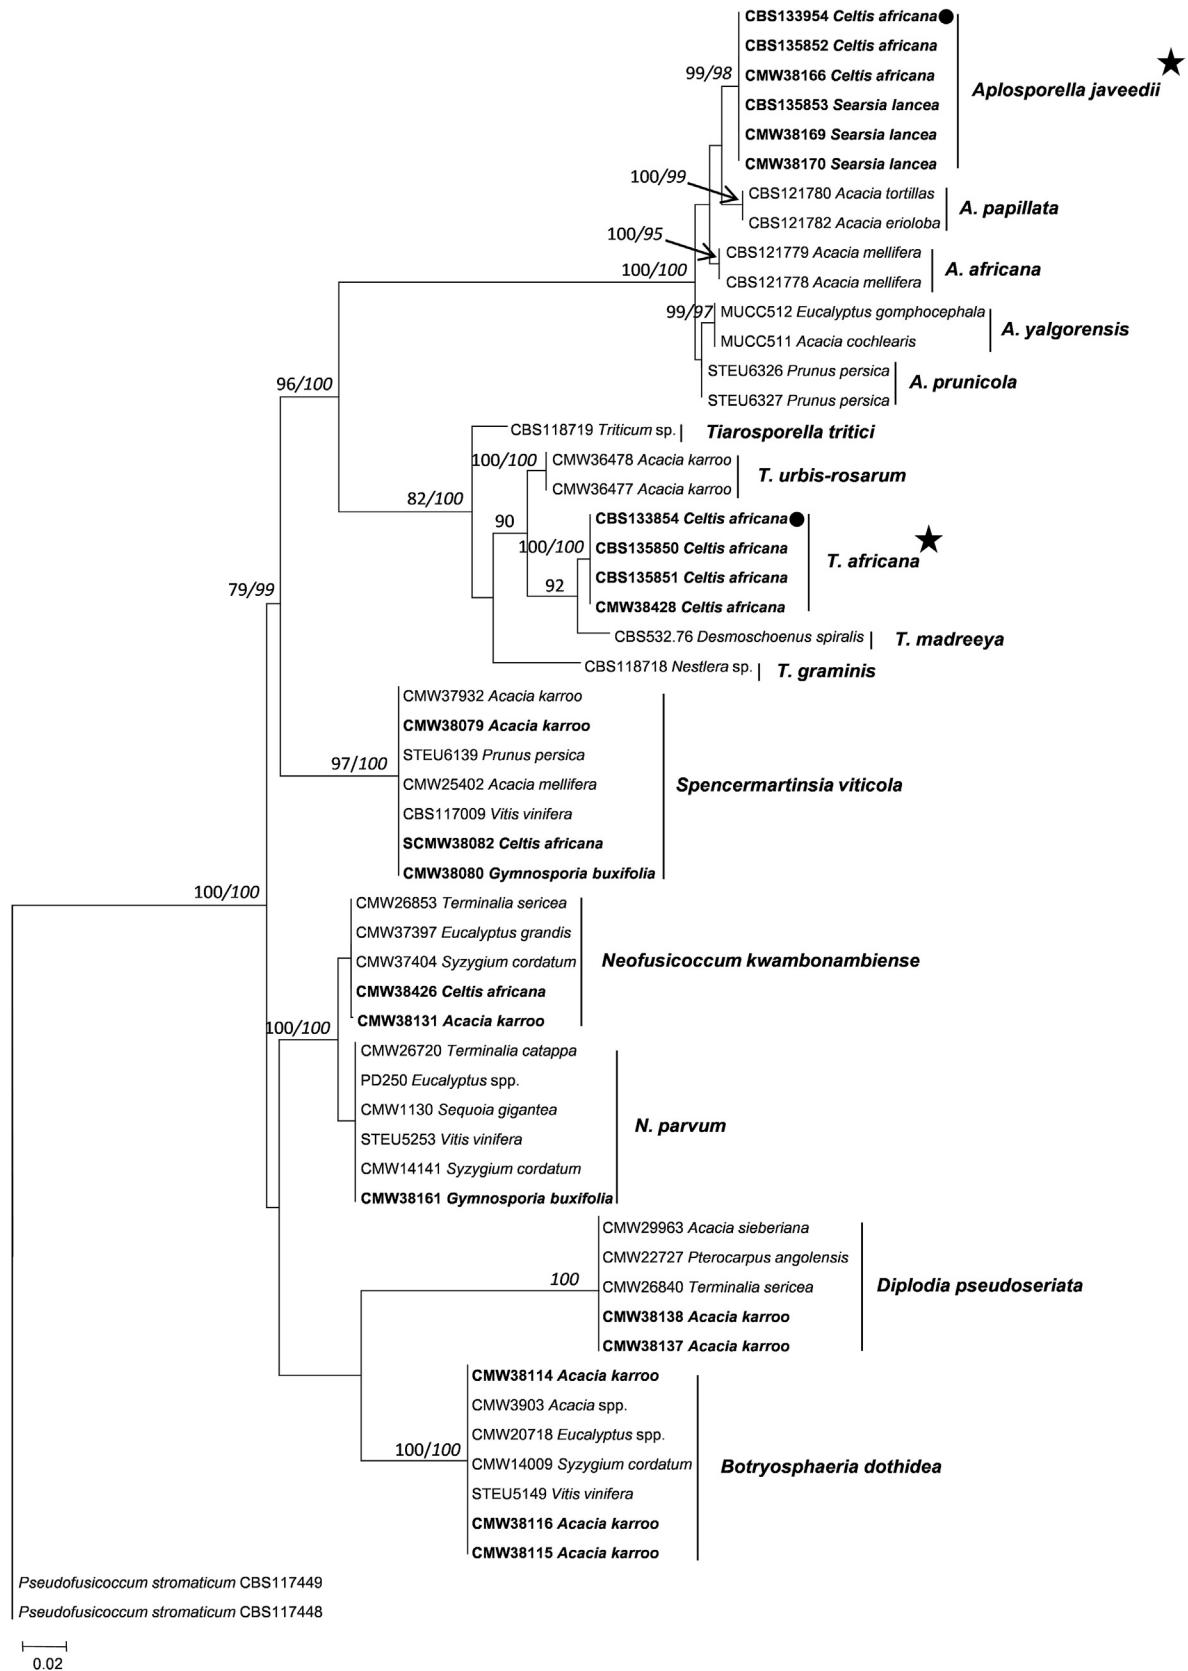 CBS133954 Celtis africana
CBS135852 Celtis africana
99/98
CMW38166 Celtis africana
Aplosporella javeedii
CBS135853 Searsia lancea
CMW38169 Searsia lancea
CMW38170 Searsia lancea
100/99
CBS121780 Acacia tortillas
A. papillata
CBS121782 Acacia erioloba
100/95
CBS121779 Acacia mellifera
A. africana
100/100
CBS121778 Acacia mellifera
99/97
MUCC512 Eucalyptus gomphocephala
A. yalgorensis
MUCC511 Acacia cochlearis
STEU6326 Prunus persica
A. prunicola
96/100
STEU6327 Prunus persica
CBS118719 Triticum sp.
Tiarosporella tritici
100/100
CMW36478 Acacia karroo
T. urbis-rosarum
CMW36477 Acacia karroo
82/100
90
CBS133854 Celtis africana
100/100
CBS135850 Celtis africana
T. africana
CBS135851 Celtis africana
79/99
92
CMW38428 Celtis africana
CBS532.76 Desmoschoenus spiralis
T. madreeya
CBS118718 Nestlera sp.
T. graminis
CMW37932 Acacia karroo
CMW38079 Acacia karroo
STEU6139 Prunus persica
97/100
CMW25402 Acacia mellifera
Spencermartinsia viticola
CBS117009 Vitis vinifera
SCMW38082 Celtis africana
CMW38080 Gymnosporia buxifolia
100/100
CMW26853 Terminalia sericea
CMW37397 Eucalyptus grandis
CMW37404 Syzygium cordatum
Neofusicoccum kwambonambiense
CMW38426 Celtis africana
100/100
CMW38131 Acacia karroo
CMW26720 Terminalia catappa
PD250 Eucalyptus spp.
CMW1130 Sequoia gigantea
N. parvum
STEU5253 Vitis vinifera
CMW14141 Syzygium cordatum
CMW38161 Gymnosporia buxifolia
CMW29963 Acacia sieberiana
CMW22727 Pterocarpus angolensis
100
CMW26840 Terminalia sericea
Diplodia pseudoseriata
CMW38138 Acacia karroo
CMW38137 Acacia karroo
CMW38114 Acacia karroo
CMW3903 Acacia spp.
CMW20718 Eucalyptus spp.
100/100
CMW14009 Syzygium cordatum
Botryosphaeria dothidea
STEU5149 Vitis vinifera
CMW38116 Acacia karroo
CMW38115 Acacia karroo
Pseudofusicoccum stromaticum CBS117449
Pseudofusicoccum stromaticum CBS117448
0.02